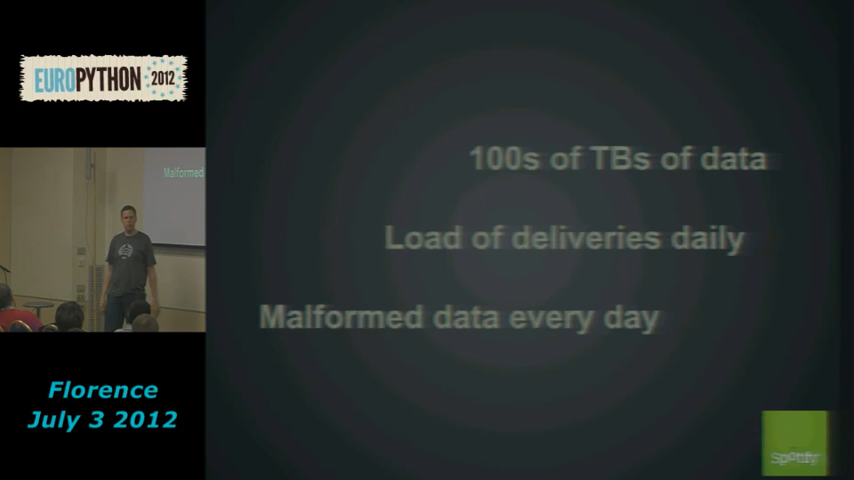 EUROPYTHON 2012
Malformed
Florence
July 3 2012
100s of TBs of data
Load of deliveries daily
Malformed data every day
Spotify